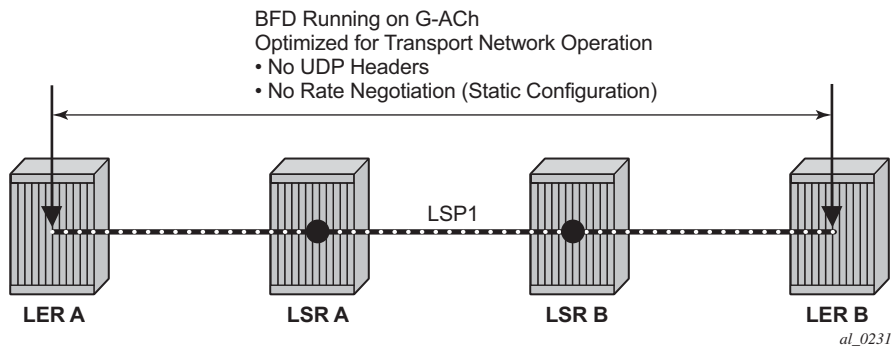 BFD Running on G-ACh
Optimized for Transport Network Operation
• No UDP Headers
• No Rate Negotiation (Static Configuration)
LSP1
LER A
LSR A
LSR B
LER B
al_0231